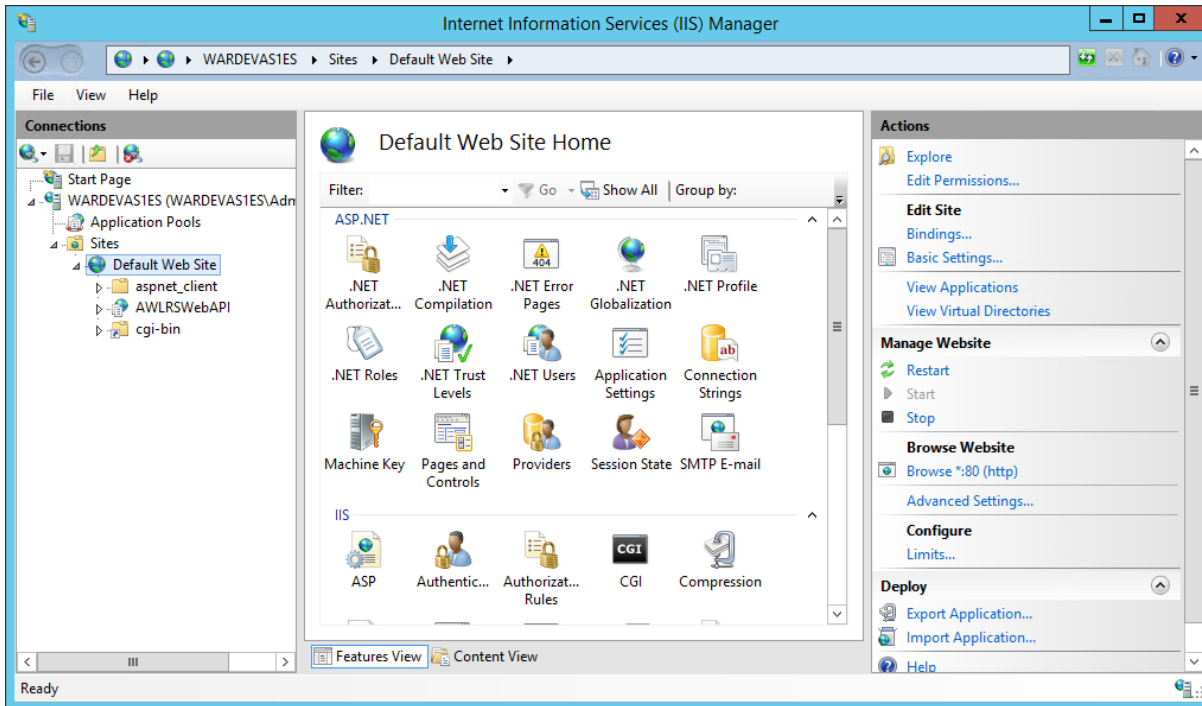 Internet Information Services (IIS) Manager
WARDEVAS1ES Sites Default Web Site
File View Help
Connections
Start Page
WARDEVAS1ES (WARDEVAS1ES\Adm
Application Pools
Sites
Default Web Site
aspnet_client
AWLRSWebAPI
cgi-bin
Default Web Site Home
Filter: Go Show All Group by:
ASP.NET
.NET Authorizat...
.NET Compilation
404
.NET Error Pages
.NET Globalization
.NET Profile
.NET Roles
.NET Trust Levels
.NET Users
Application Settings
ab
Connection Strings
Machine Key
Pages and Controls
Providers
Session State
SMTP E-mail
IIS
ASP
Authentic...
Authorizat... Rules
CGI
CGI
Compression
Features View Content View
Actions
Explore
Edit Permissions...
Edit Site
Bindings...
Basic Settings...
View Applications
View Virtual Directories
Manage Website
Restart
Start
Stop
Browse Website
Browse *:80 (http)
Advanced Settings...
Configure
Limits...
Deploy
Export Application...
Import Application...
Help
Ready